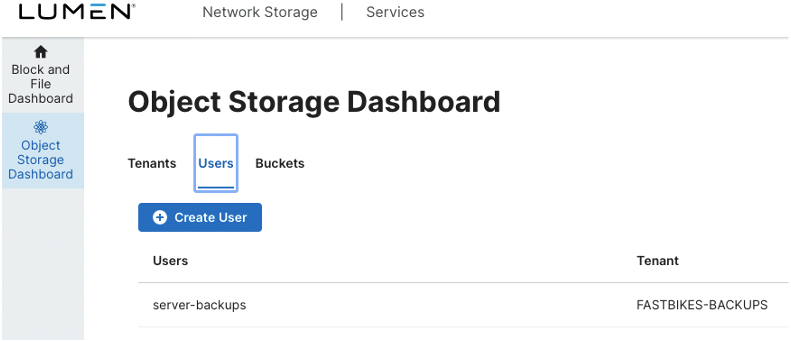 LUMEN®
Network Storage | Services
Block and
File
Dashboard
Object
Storage
Dashboard
Object Storage Dashboard
Tenants Users Buckets
Create User
Users Tenant
server-backups FASTBIKES-BACKUPS